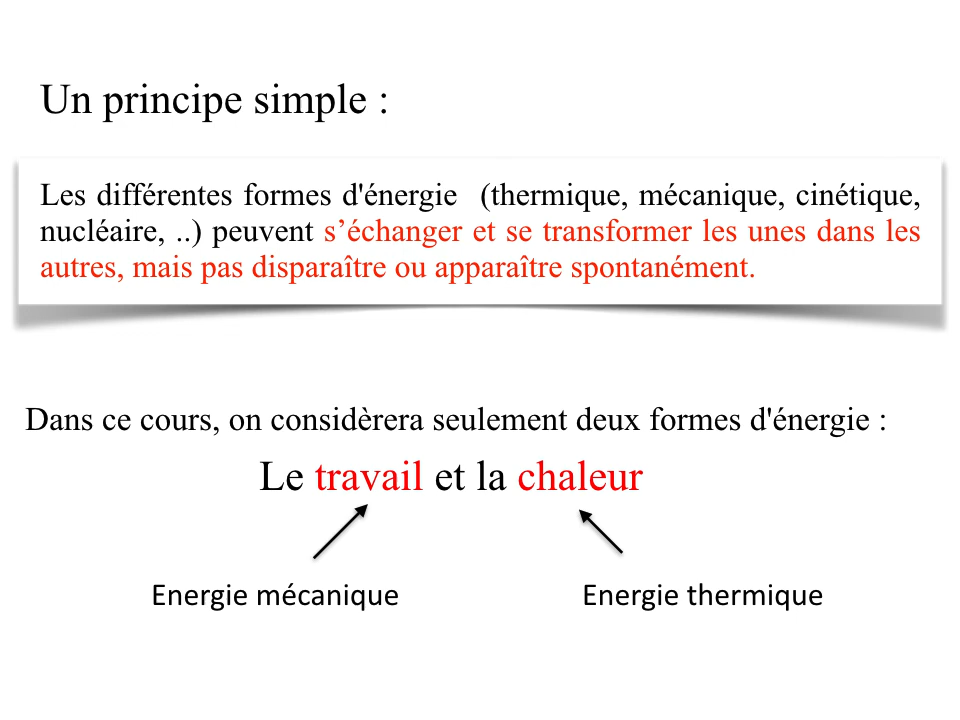 Un principe simple :
Les différentes formes d'énergie (thermique, mécanique, cinétique,
nucléaire, ..) peuvent s’échanger et se transformer les unes dans les
autres, mais pas disparaître ou apparaître spontanément.
Dans ce cours, on considèrera seulement deux formes d'énergie :
Le travail et la chaleur
Energie mécanique Energie thermique